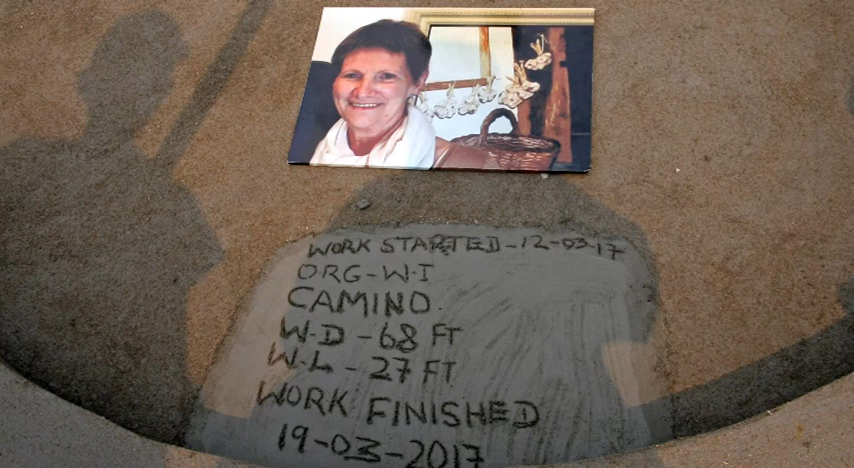 WORK STARTED-12-03-17
ORG-W.I
CAMINO.
W.D - 68 FT
W.L - 27 FT
WORK FINISHED
19-03-2017